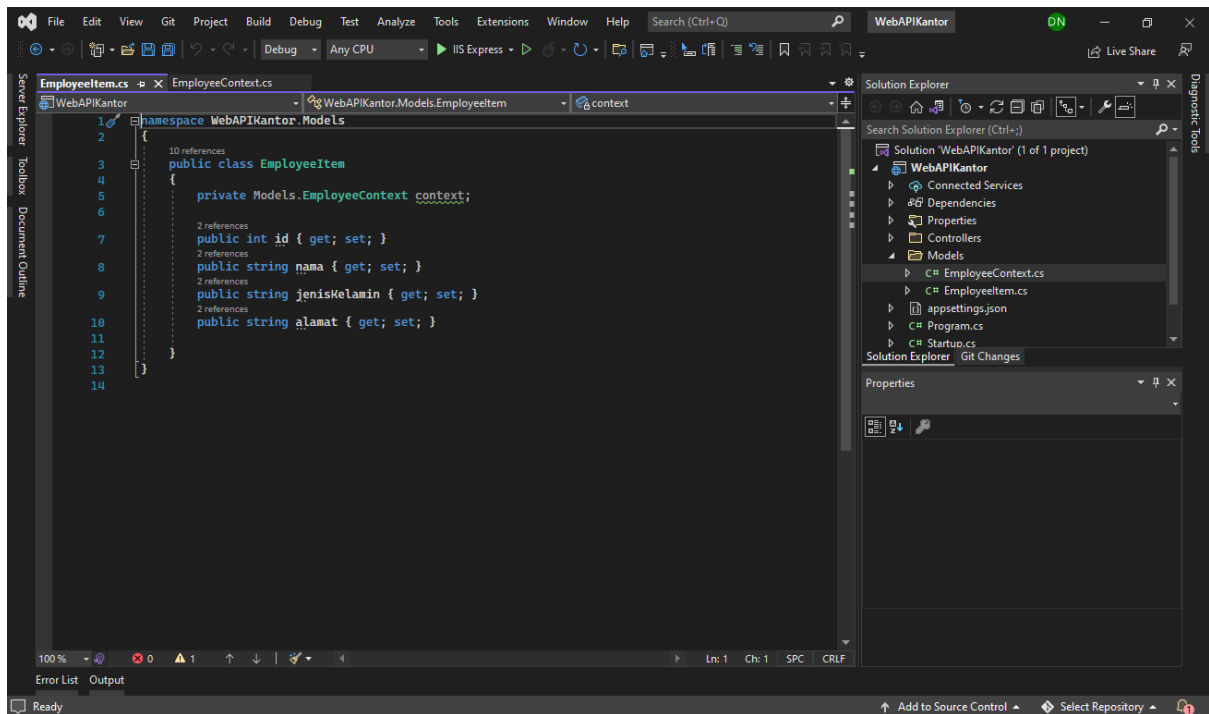 File Edit View Git Project Build Debug Test Analyze Tools Extensions Window Help Search (Ctrl+Q) WebAPIKantor DN
Debug Any CPU IIS Express Live Share
Server Explorer
Toolbox
Document Outline
EmployeeItem.cs EmployeeContext.cs
WebAPIKantor WebAPIKantor.Models.EmployeeItem context
1 namespace WebAPIKantor.Models
2 {
10 references
3 public class EmployeeItem
4 {
5 private Models.EmployeeContext context;
6
2 references
7 public int id { get; set; }
2 references
8 public string nama { get; set; }
2 references
9 public string jenisKelamin { get; set; }
2 references
10 public string alamat { get; set; }
11
12 }
13 }
14
100 % 0 1 Ln: 1 Ch: 1 SPC CRLF
Error List Output
Solution Explorer
Search Solution Explorer (Ctrl+;)
Solution 'WebAPIKantor' (1 of 1 project)
WebAPIKantor
Connected Services
Dependencies
Properties
Controllers
Models
C# EmployeeContext.cs
C# EmployeeItem.cs
appsettings.json
C# Program.cs
C# Startup.cs
Solution Explorer Git Changes
Properties
Diagnostic Tools
Ready Add to Source Control Select Repository 1